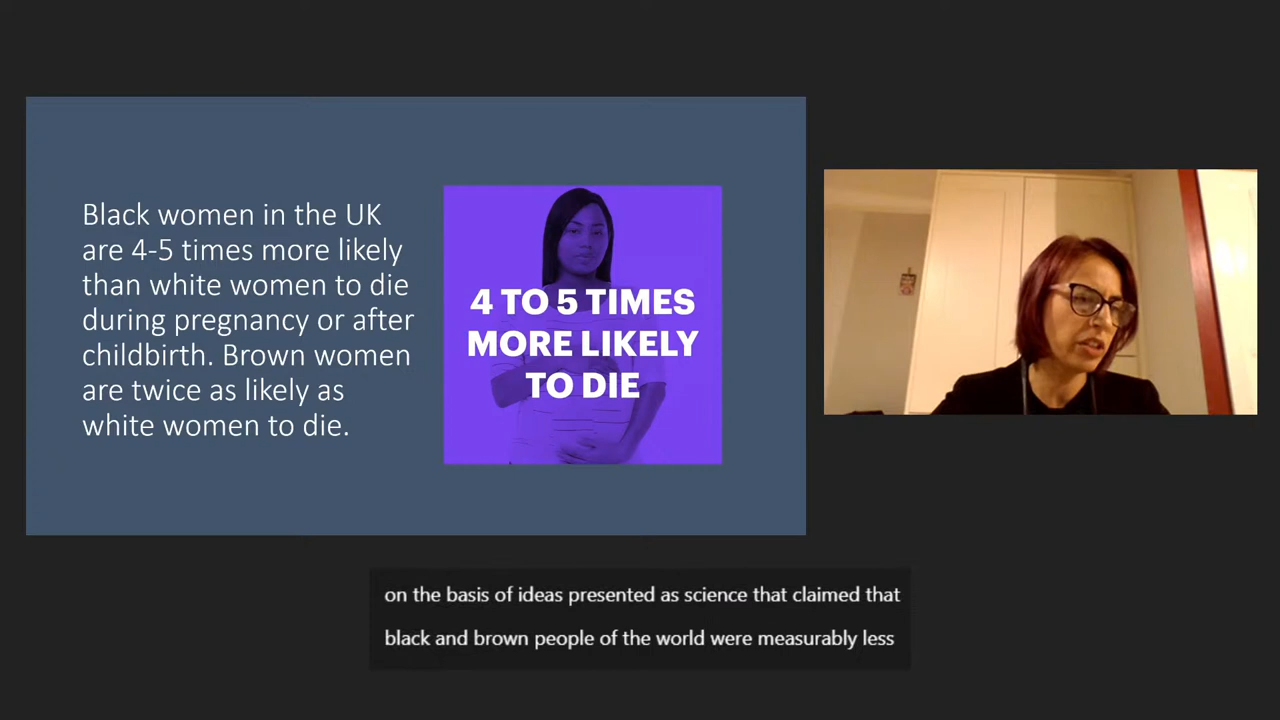 Black women in the UK
are 4-5 times more likely
than white women to die
during pregnancy or after
childbirth. Brown women
are twice as likely as
white women to die.
4 TO 5 TIMES
MORE LIKELY
TO DIE
on the basis of ideas presented as science that claimed that
black and brown people of the world were measurably less